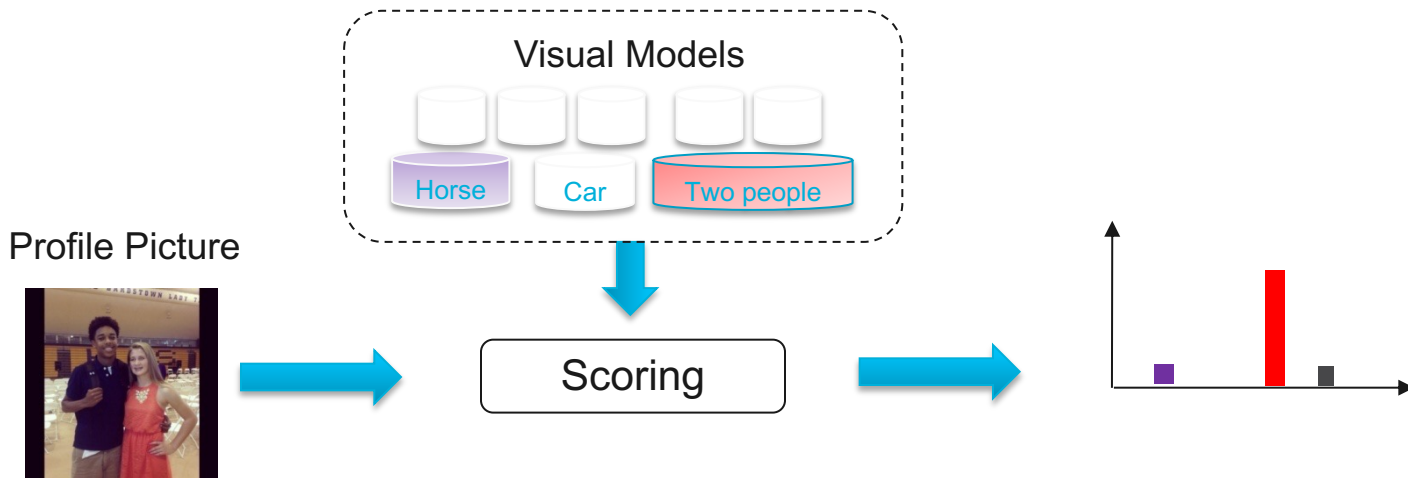 Visual Models
Horse
Car
Two people
Profile Picture
Scoring